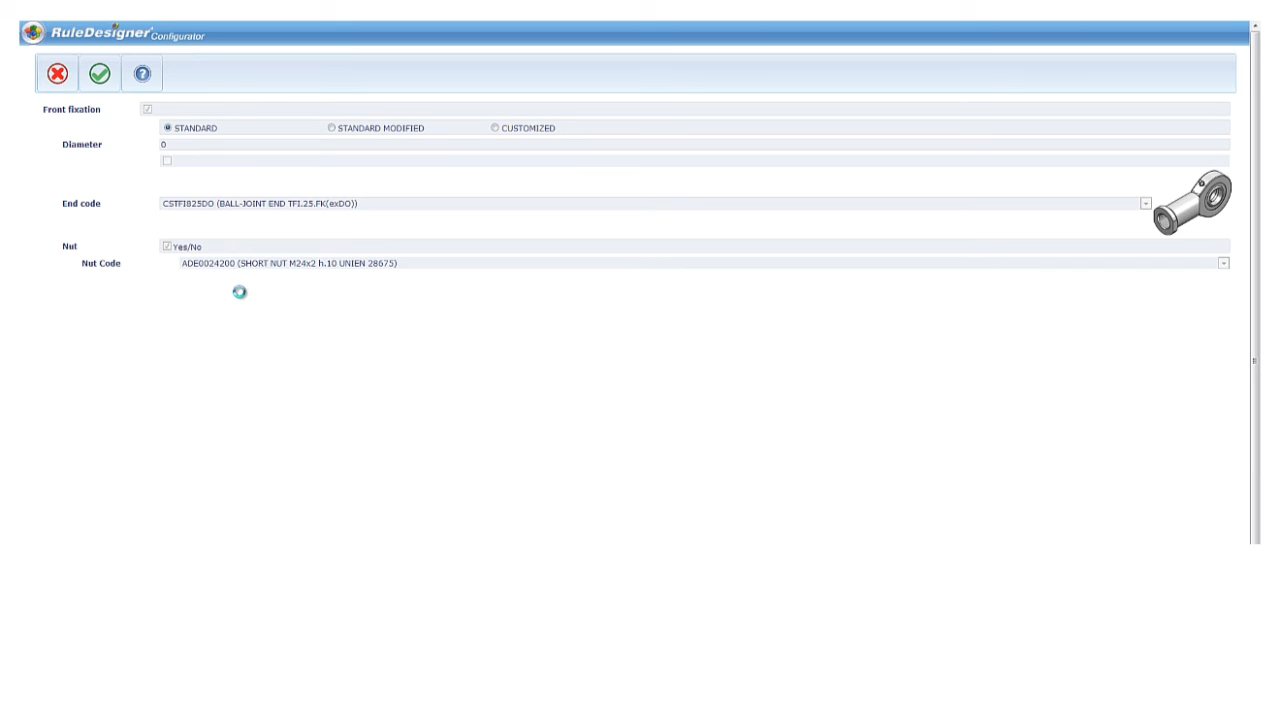 RuleDesigner Configurator
Front fixation
STANDARD STANDARD MODIFIED CUSTOMIZED
Diameter 0
End code CSTFI825DO (BALL-JOINT END TFI.25.FK(exDO))
Nut Yes/No
Nut Code ADE0024200 (SHORT NUT M24x2 h.10 UNIEN 28675)